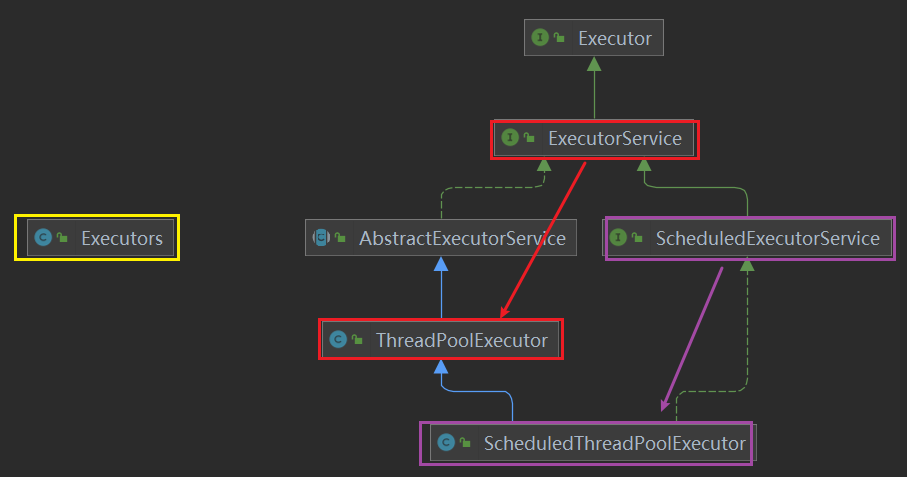 Executor
ExecutorService
Executors
AbstractExecutorService
ScheduledExecutorService
ThreadPoolExecutor
ScheduledThreadPoolExecutor